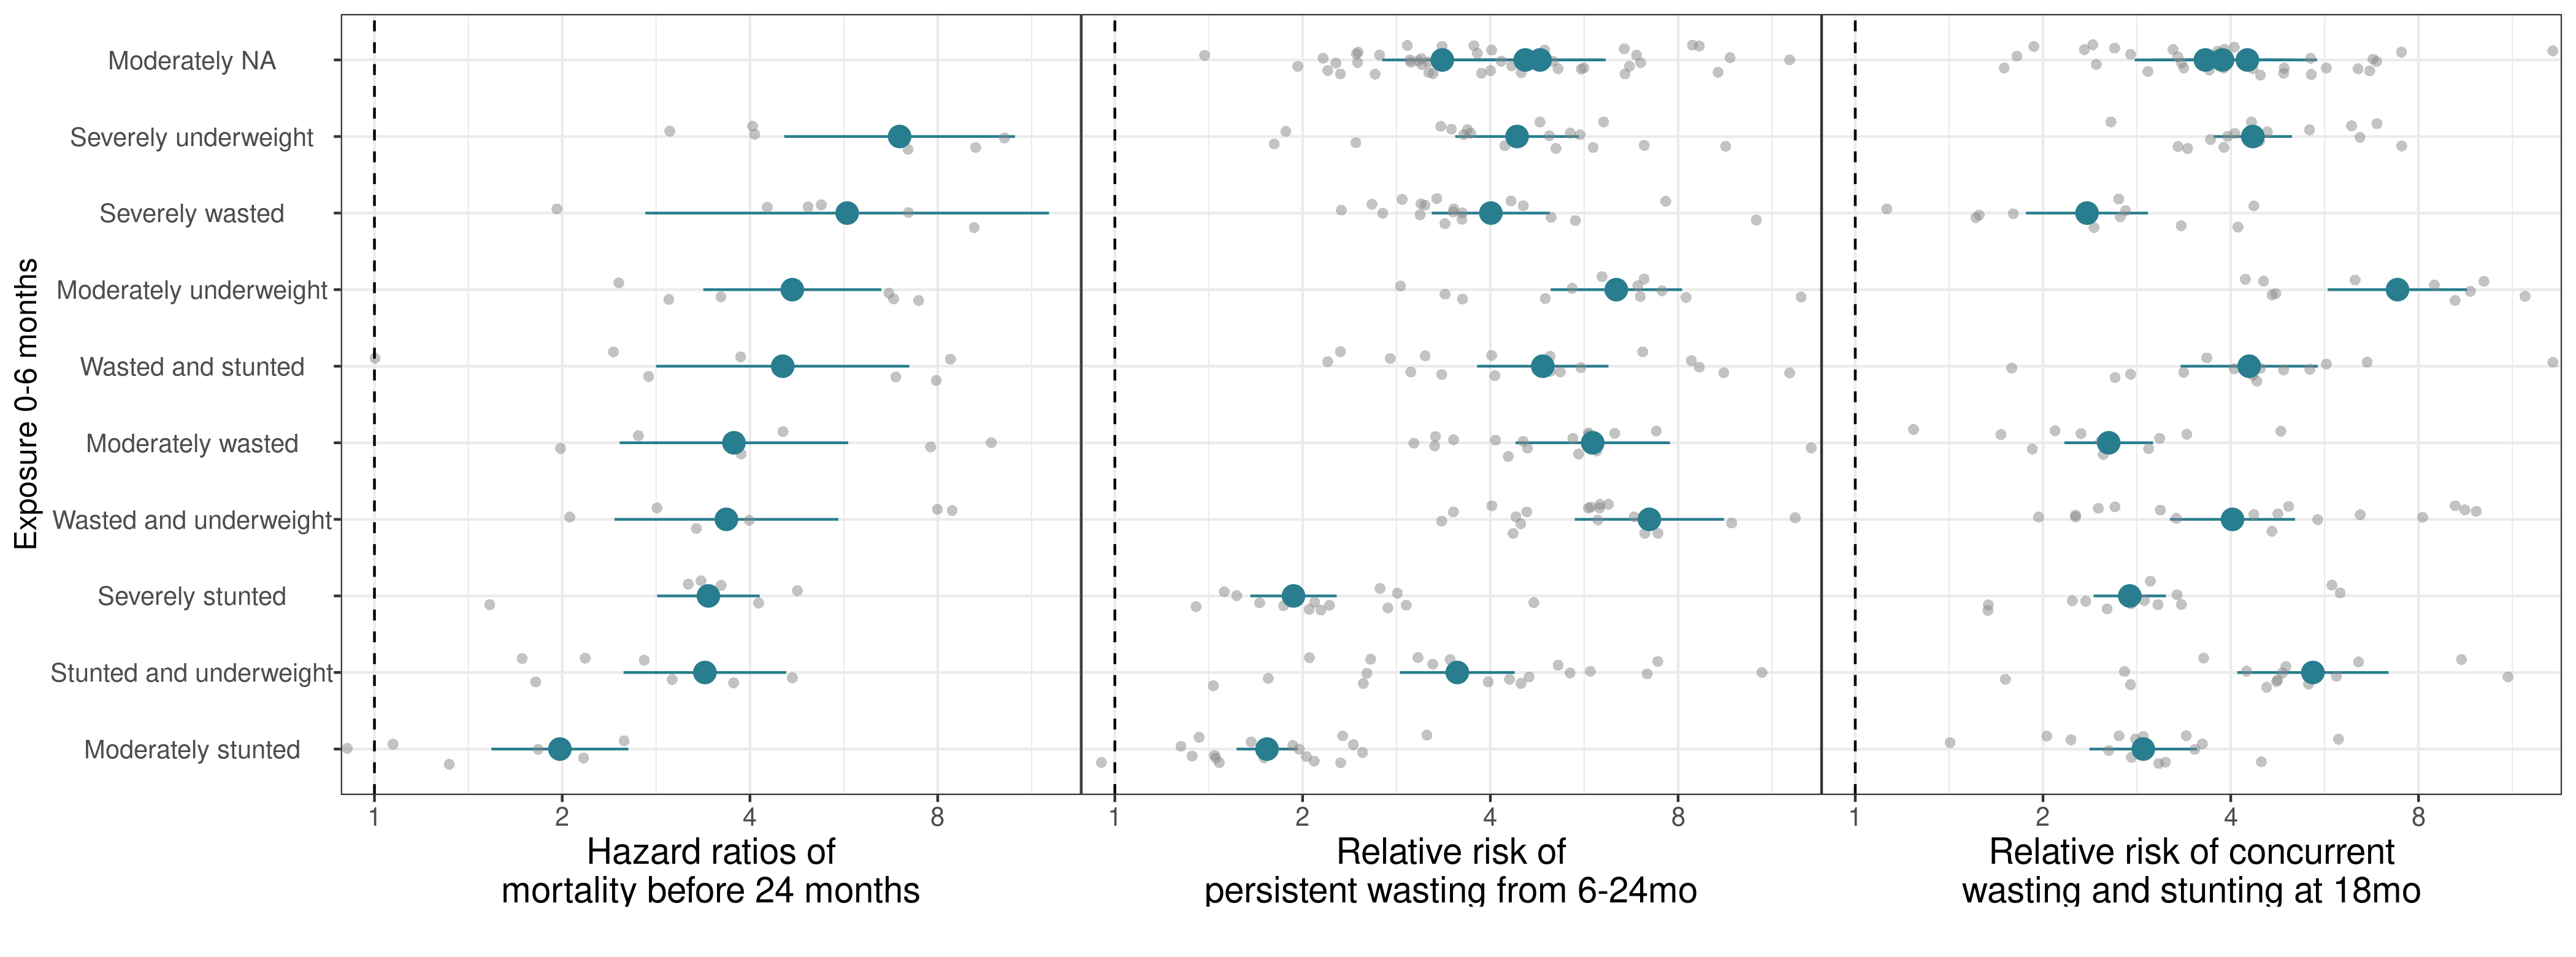 Exposure 0-6 months
Moderately NA
Severely underweight
Severely wasted
Moderately underweight
Wasted and stunted
Moderately wasted
Wasted and underweight
Severely stunted
Stunted and underweight
Moderately stunted
1 2 4 8 1 2 4 8 1 2 4 8
Hazard ratios of
mortality before 24 months
Relative risk of
persistent wasting from 6-24mo
Relative risk of concurrent
wasting and stunting at 18mo